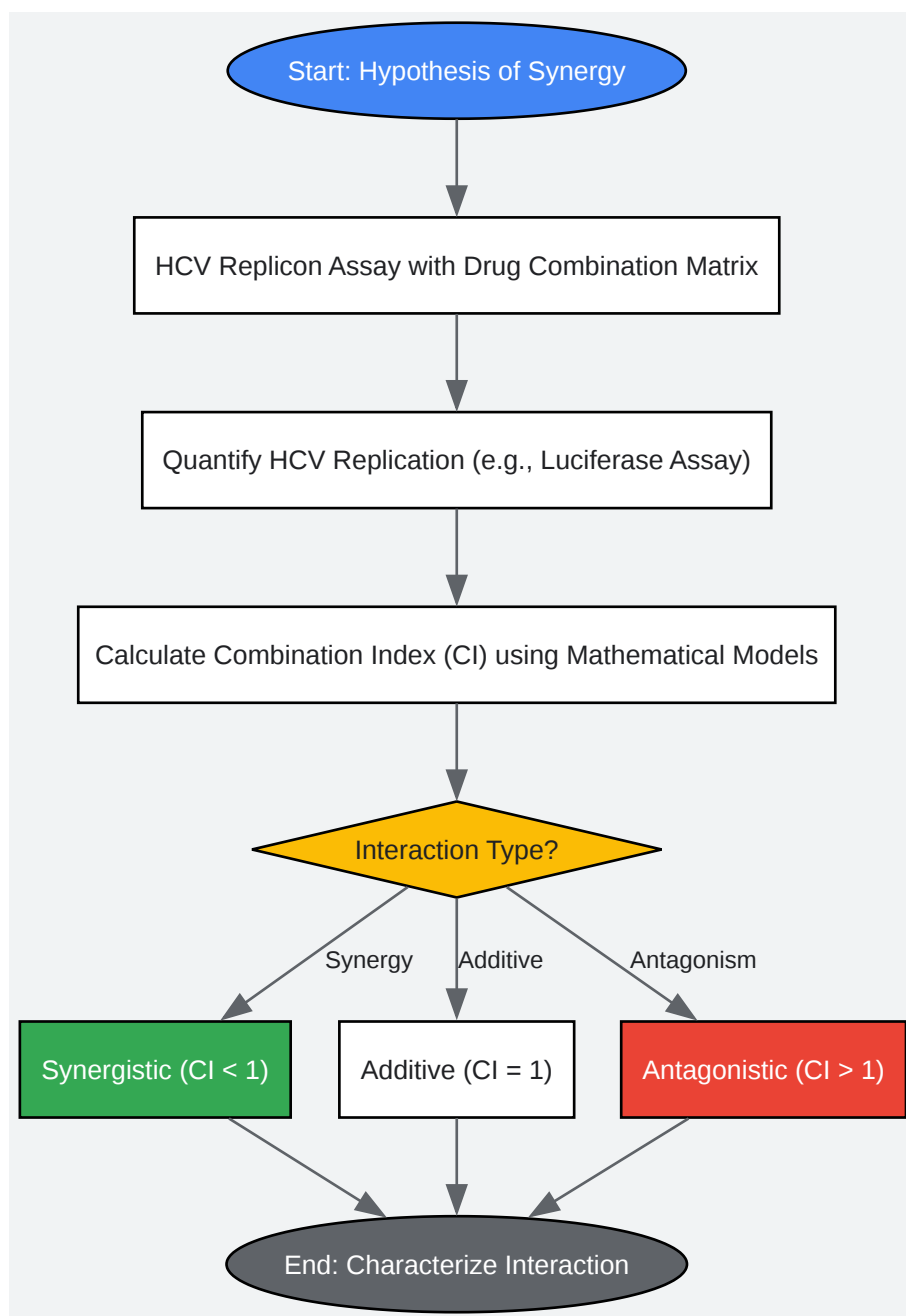 Start: Hypothesis of Synergy
HCV Replicon Assay with Drug Combination Matrix
Quantify HCV Replication (e.g., Luciferase Assay)
Calculate Combination Index (CI) using Mathematical Models
Interaction Type?
Synergy
Additive
Antagonism
Synergistic (CI < 1)
Additive (CI = 1)
Antagonistic (CI > 1)
End: Characterize Interaction